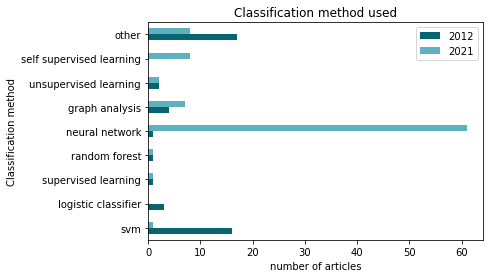 Classification method used
Classification method
other
self supervised learning
unsupervised learning
graph analysis
neural network
random forest
supervised learning
logistic classifier
svm
2012
2021
0 10 20 30 40 50 60
number of articles